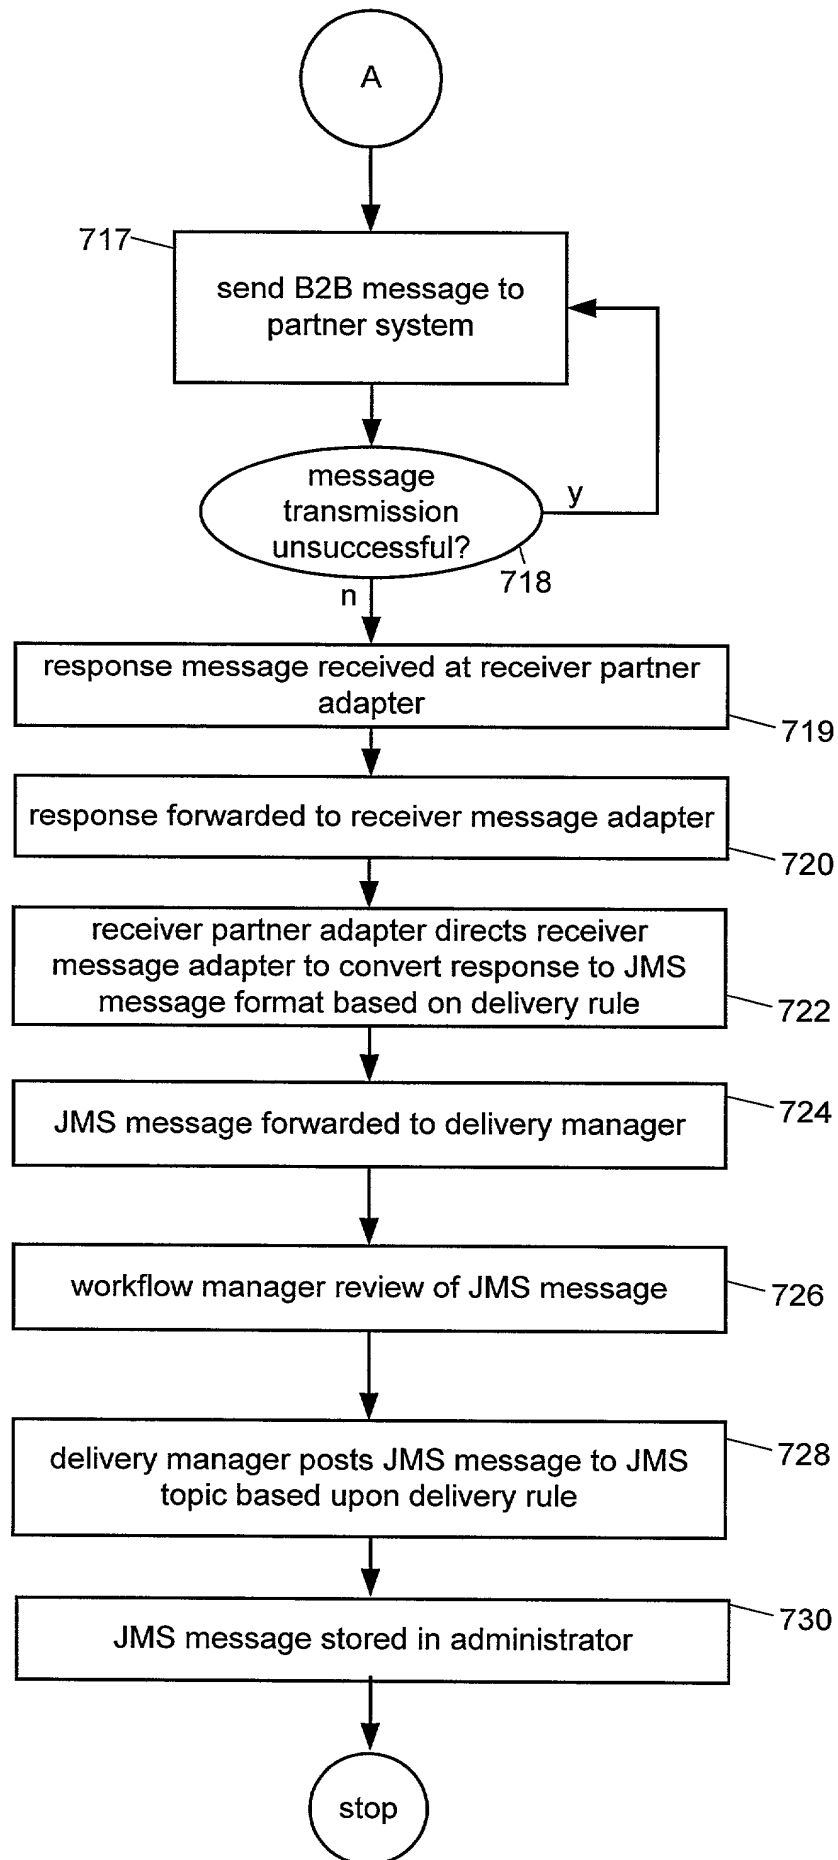 A
717
send B2B message to
partner system
message
transmission
unsuccessful?
y
718
n
response message received at receiver partner
adapter
719
response forwarded to receiver message adapter
720
receiver partner adapter directs receiver
message adapter to convert response to JMS
message format based on delivery rule
722
JMS message forwarded to delivery manager
724
workflow manager review of JMS message
726
delivery manager posts JMS message to JMS
topic based upon delivery rule
728
JMS message stored in administrator
730
stop